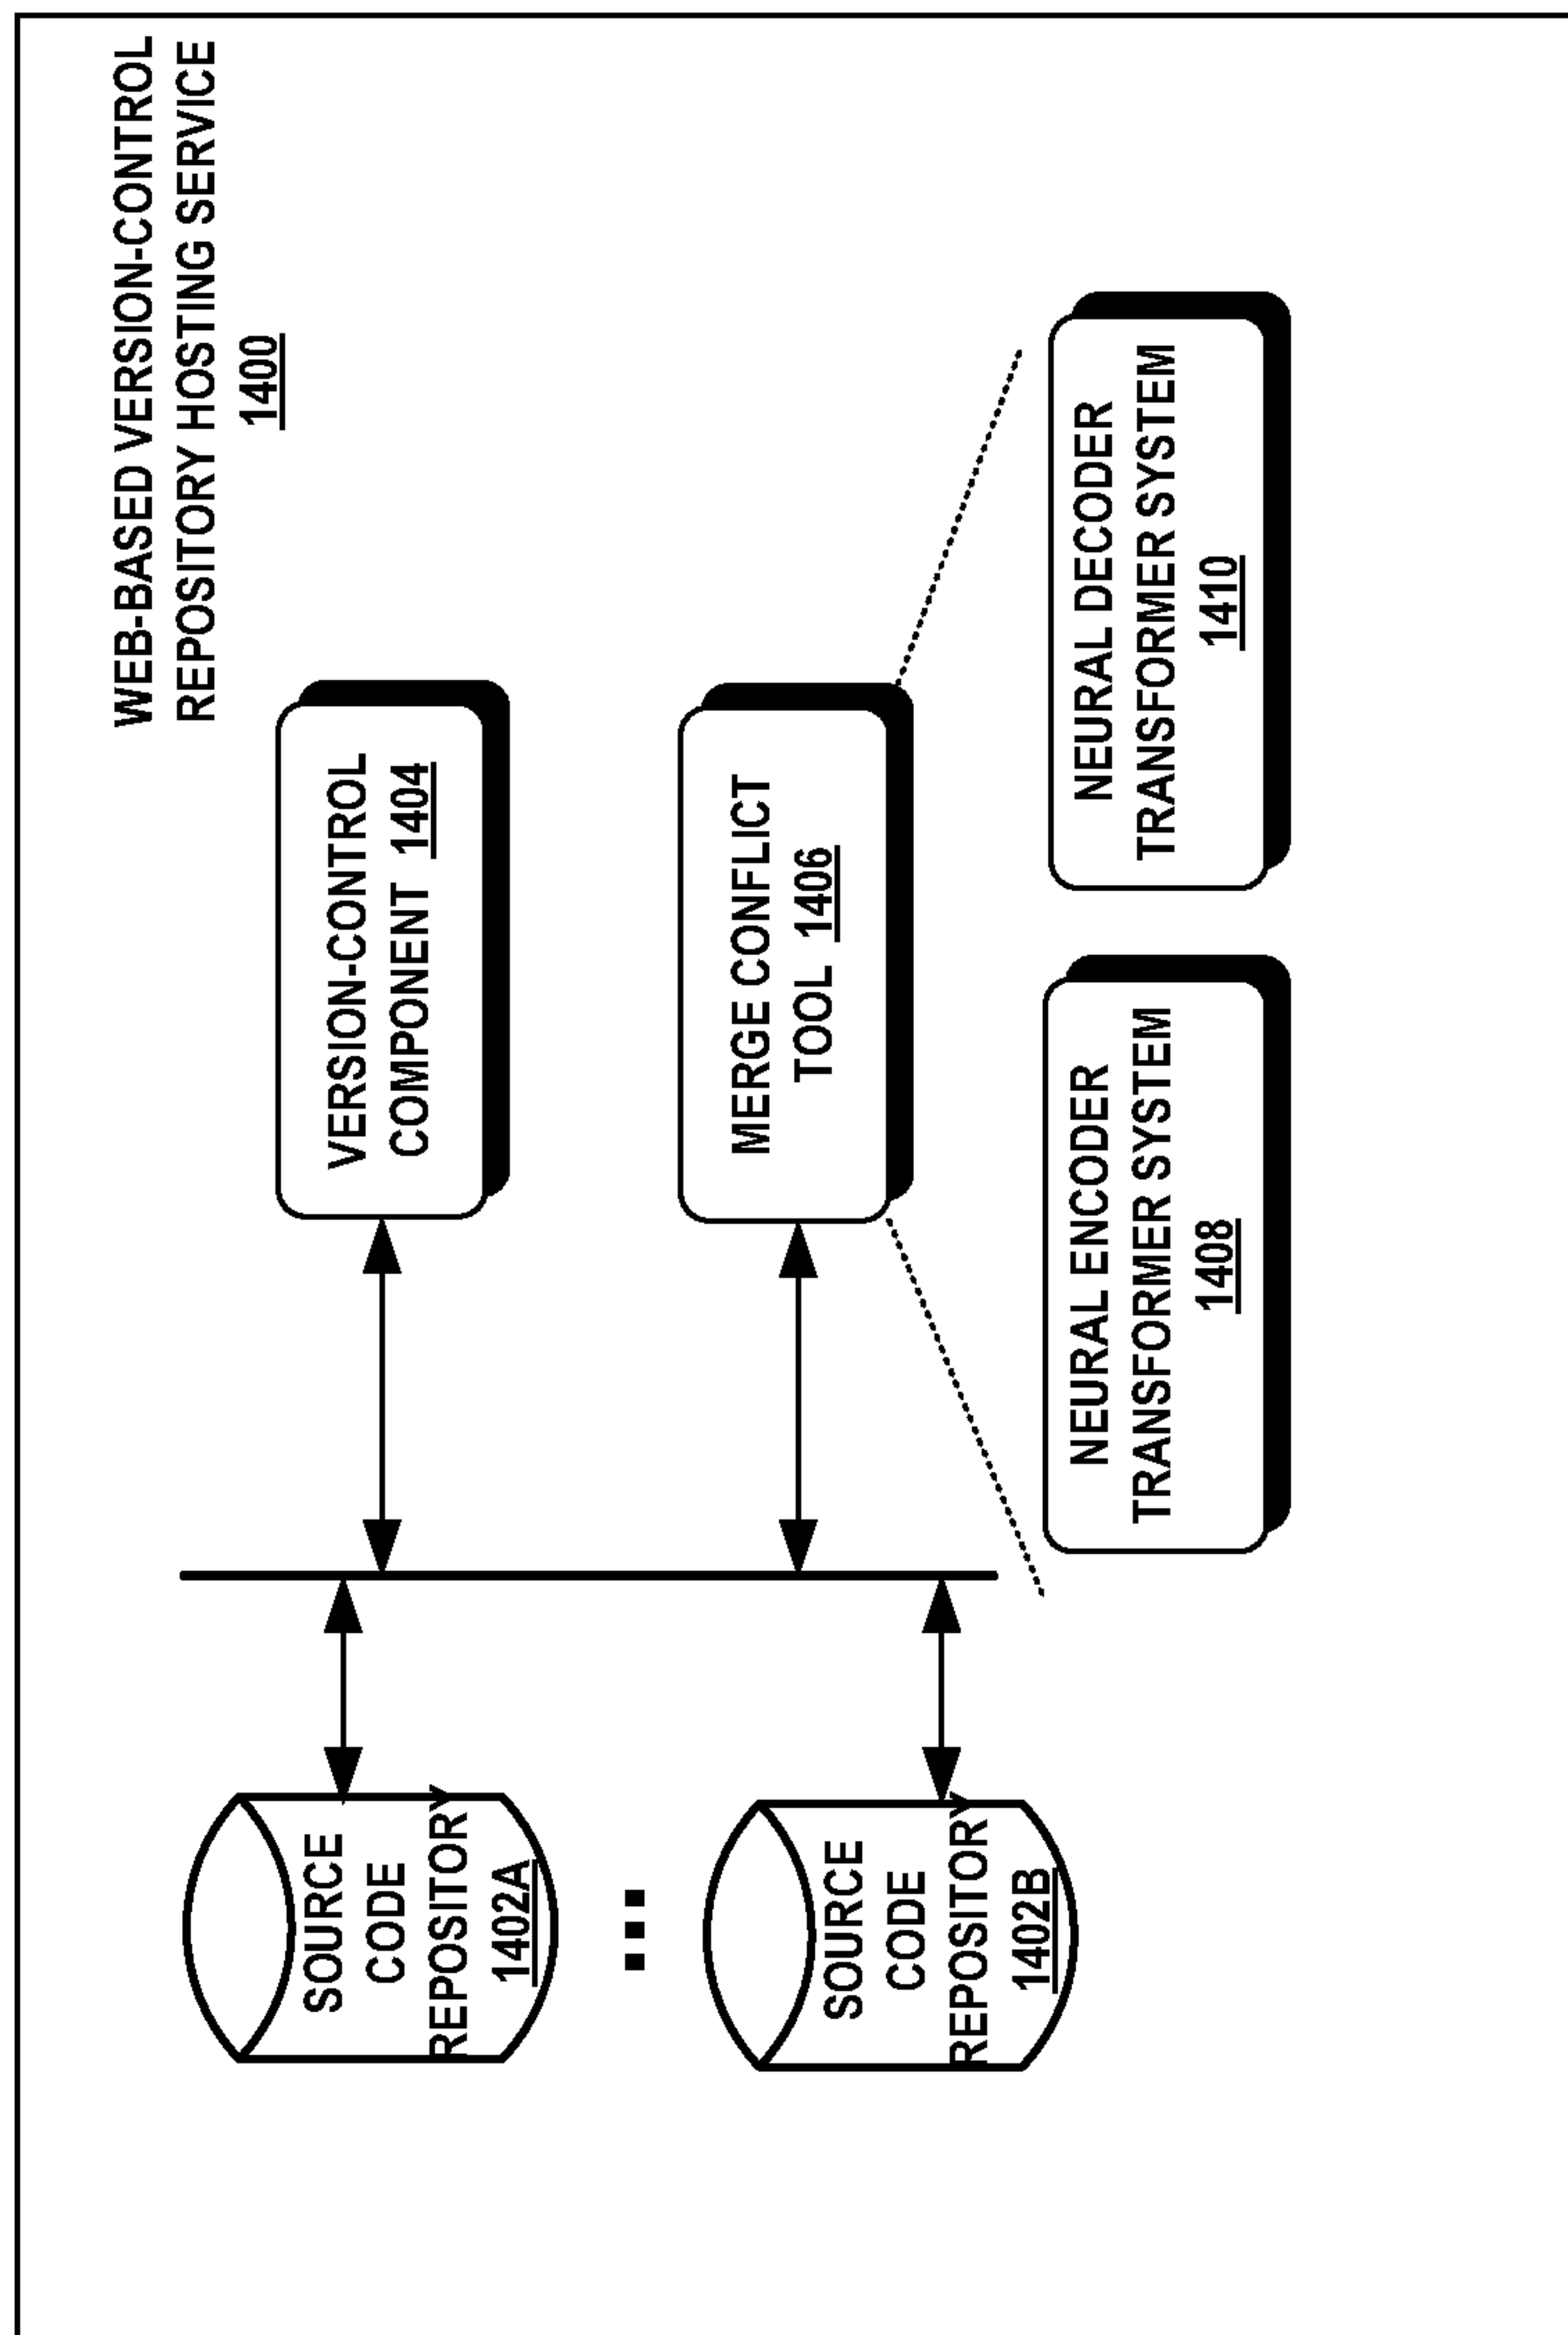 WEB-BASED VERSION-CONTROL
REPOSITORY HOSTING SERVICE
1400
SOURCE
CODE
REPOSITORY
1402A
VERSION-CONTROL
COMPONENT 1404
SOURCE
CODE
REPOSITORY
1402B
MERGE CONFLICT
TOOL 1406
NEURAL ENCODER
TRANSFORMER SYSTEM
1408
NEURAL DECODER
TRANSFORMER SYSTEM
1410